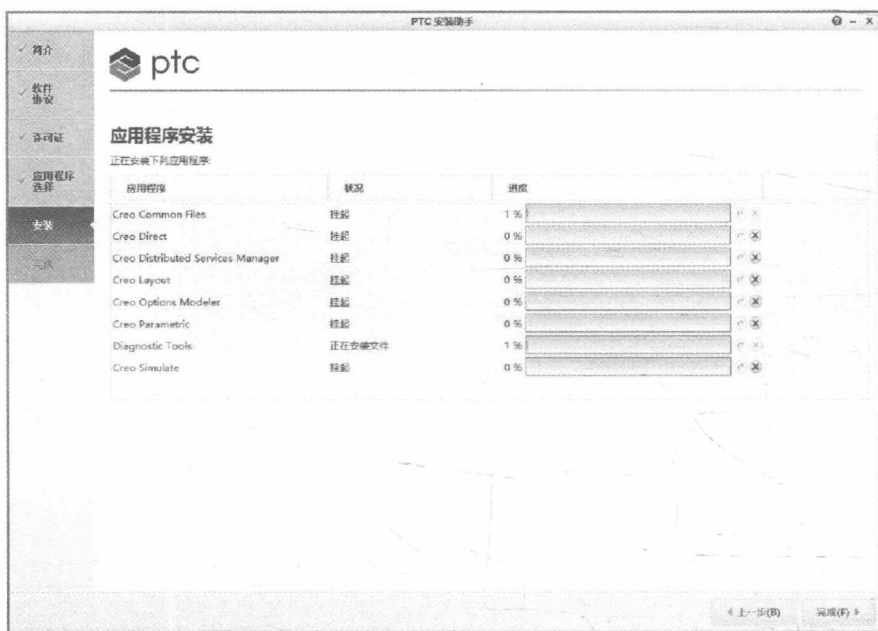 PTC 安装助手
✓ 简介
✓ 软件
协议
✓ 许可证
✓ 应用程序
选择
安装
完成
ptc
应用程序安装
正在安装下列应用程序:
应用程序 状况 进度
Creo Common Files 挂起 1 %
Creo Direct 挂起 0 %
Creo Distributed Services Manager 挂起 0 %
Creo Layout 挂起 0 %
Creo Options Modeler 挂起 0 %
Creo Parametric 挂起 0 %
Diagnostic Tools 正在安装文件 1 %
Creo Simulate 挂起 0 %
上一步(B) 完成(F)